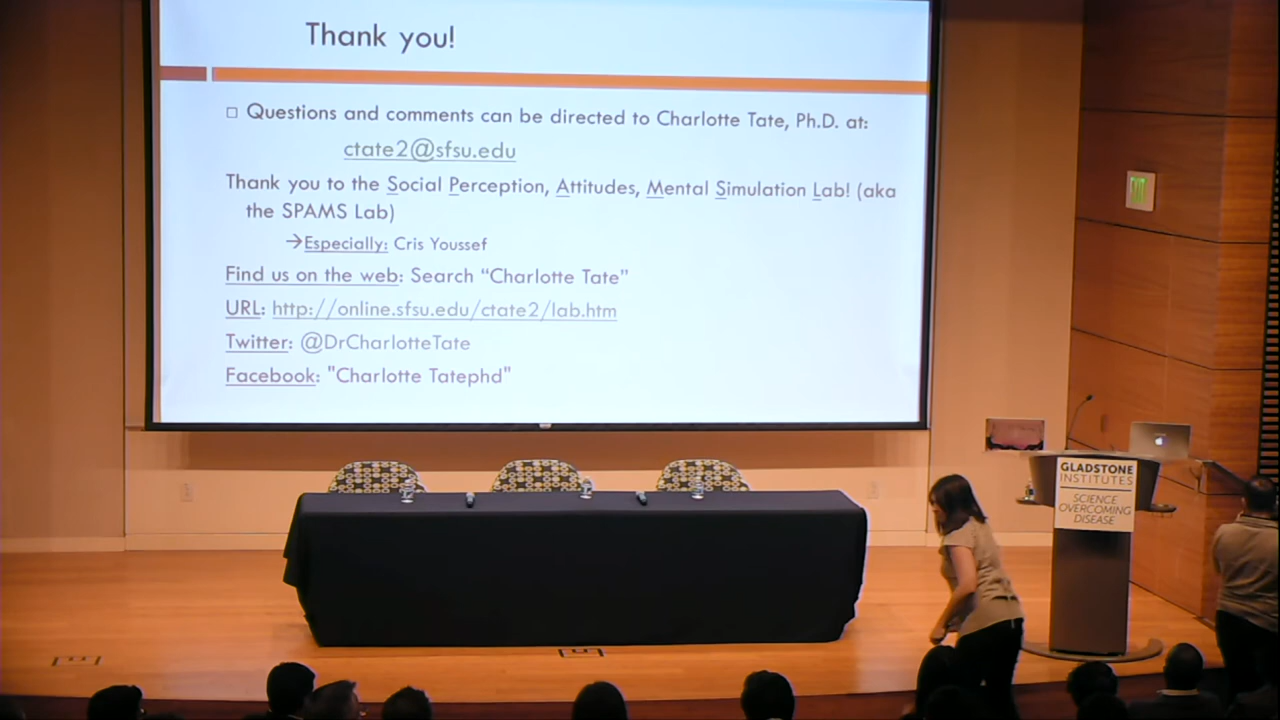 Thank you!
Questions and comments can be directed to Charlotte Tate, Ph.D. at:
ctate2@sfsu.edu
Thank you to the Social Perception, Attitudes, Mental Simulation Lab! (aka
the SPAMS Lab)
→Especially: Cris Youssef
Find us on the web: Search “Charlotte Tate”
URL: http://online.sfsu.edu/ctate2/lab.htm
Twitter: @DrCharlotteTate
Facebook: "Charlotte Tatephd"
EXIT
GLADSTONE
INSTITUTES
SCIENCE
OVERCOMING
DISEASE